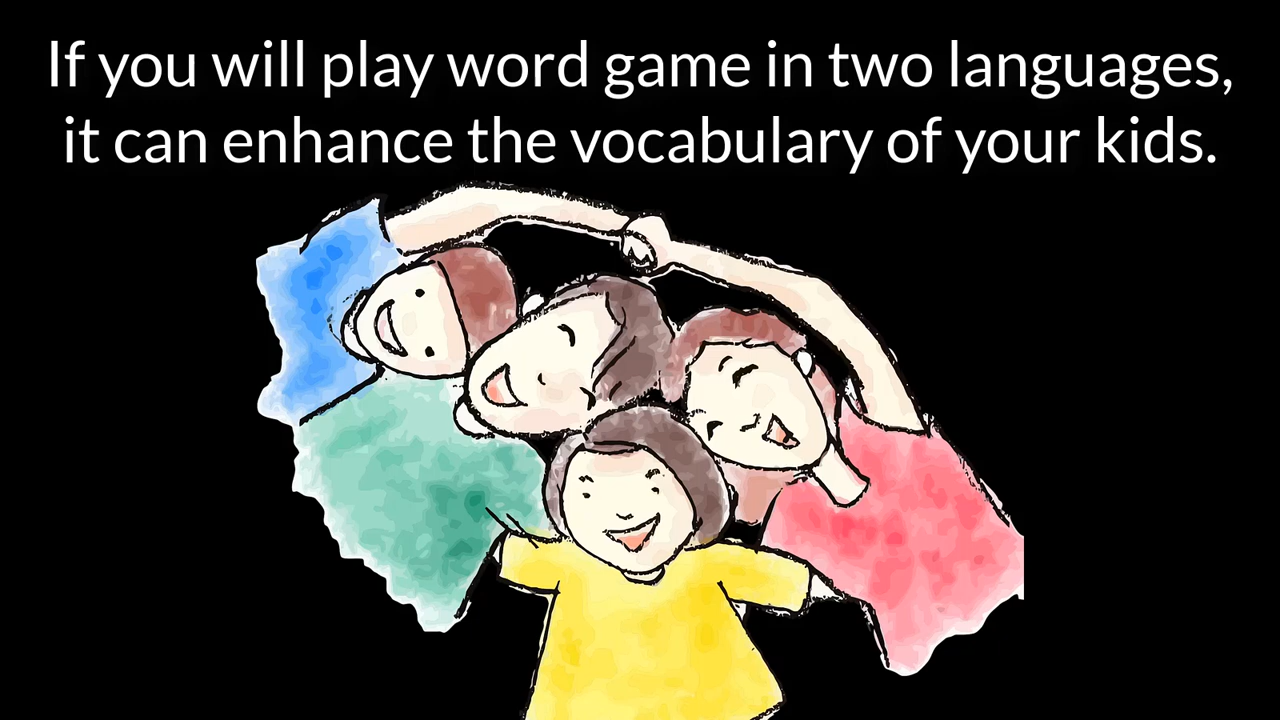 If you will play word game in two languages,
it can enhance the vocabulary of your kids.